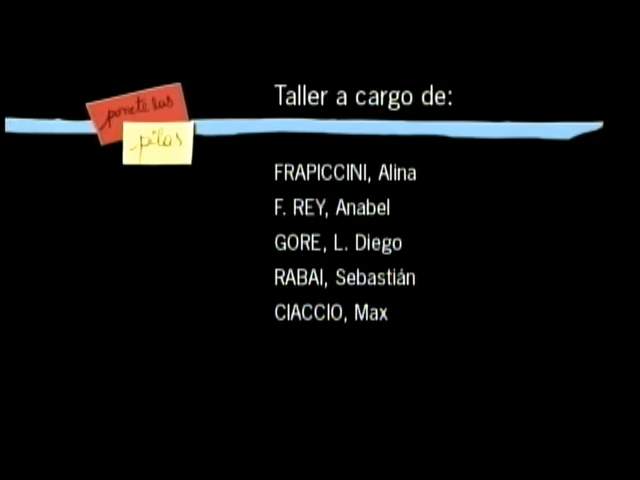 Taller a cargo de:
ponete las
pilas
FRAPICCINI, Alina
F. REY, Anabel
GORE, L. Diego
RABAI, Sebastián
CIACCIO, Max